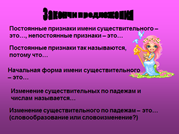 Закончи предложения
Постоянные признаки имени существительного –
это…, непостоянные признаки – это…
Постоянные признаки так называются,
потому что…
Начальная форма имени существительного
– это…
Изменение существительных по падежам и
числам называется…
Изменение существительного по падежам – это…
(словообразование или словоизменение)?